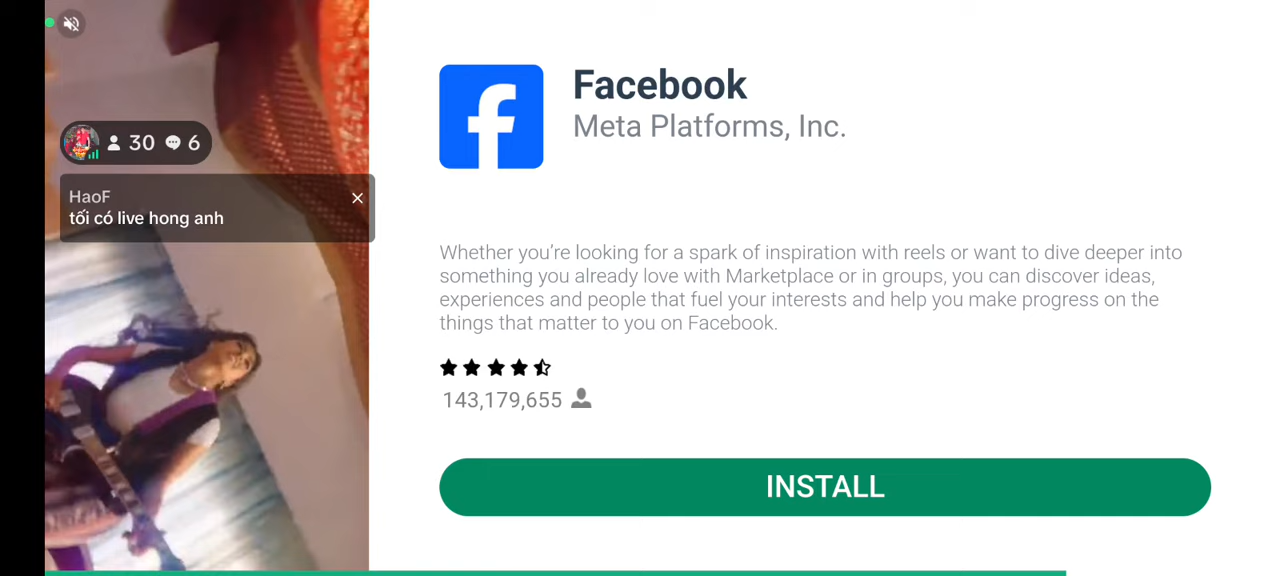 30 6
HaoF
tối có live hong anh
Facebook
Meta Platforms, Inc.
Whether you’re looking for a spark of inspiration with reels or want to dive deeper into
something you already love with Marketplace or in groups, you can discover ideas,
experiences and people that fuel your interests and help you make progress on the
things that matter to you on Facebook.
143,179,655
INSTALL